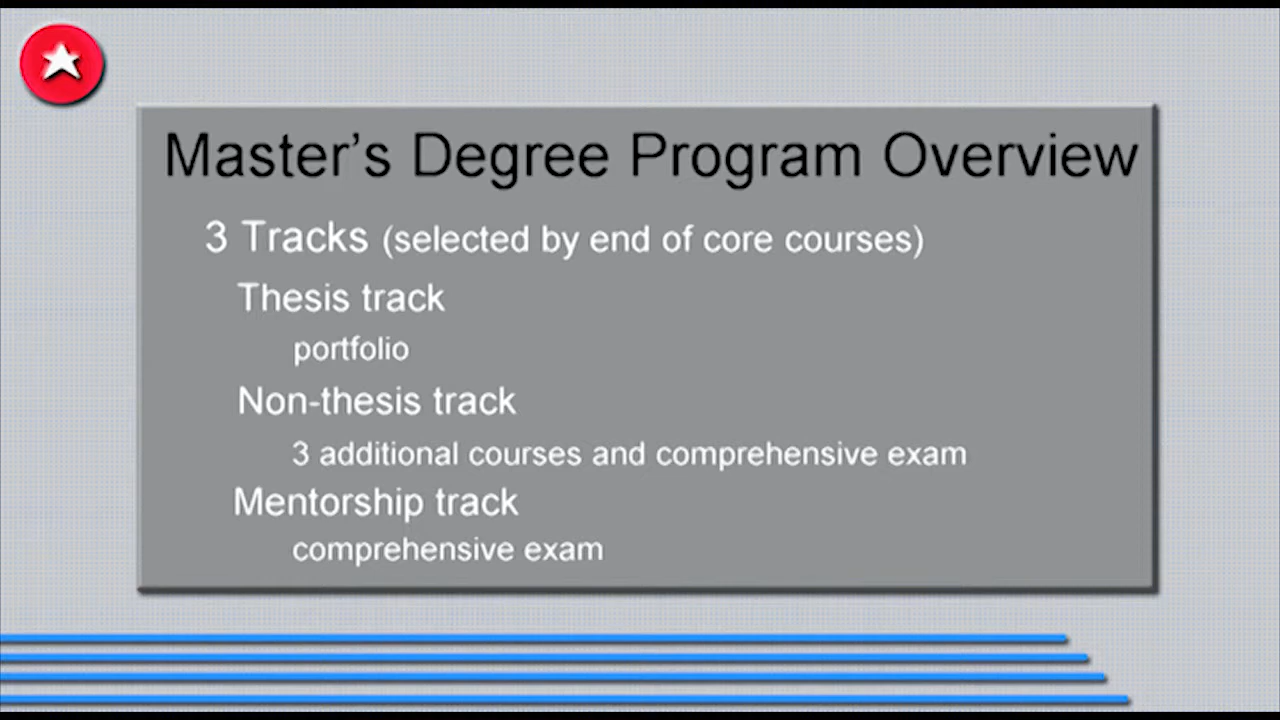 Master's Degree Program Overview
3 Tracks (selected by end of core courses)
Thesis track
portfolio
Non-thesis track
3 additional courses and comprehensive exam
Mentorship track
comprehensive exam